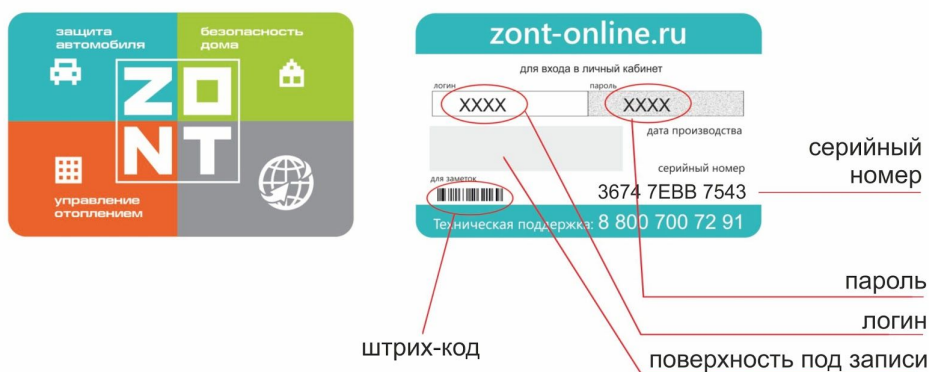 защита
автомобиля
безопасность
дома
ZO
NT
управление
отоплением
zont-online.ru
для входа в личный кабинет
логин
пароль
XXXX
XXXX
дата производства
серийный номер
для заметок
3674 7EBB 7543
Техническая поддержка: 8 800 700 72 91
серийный
номер
пароль
логин
штрих-код
поверхность под записи